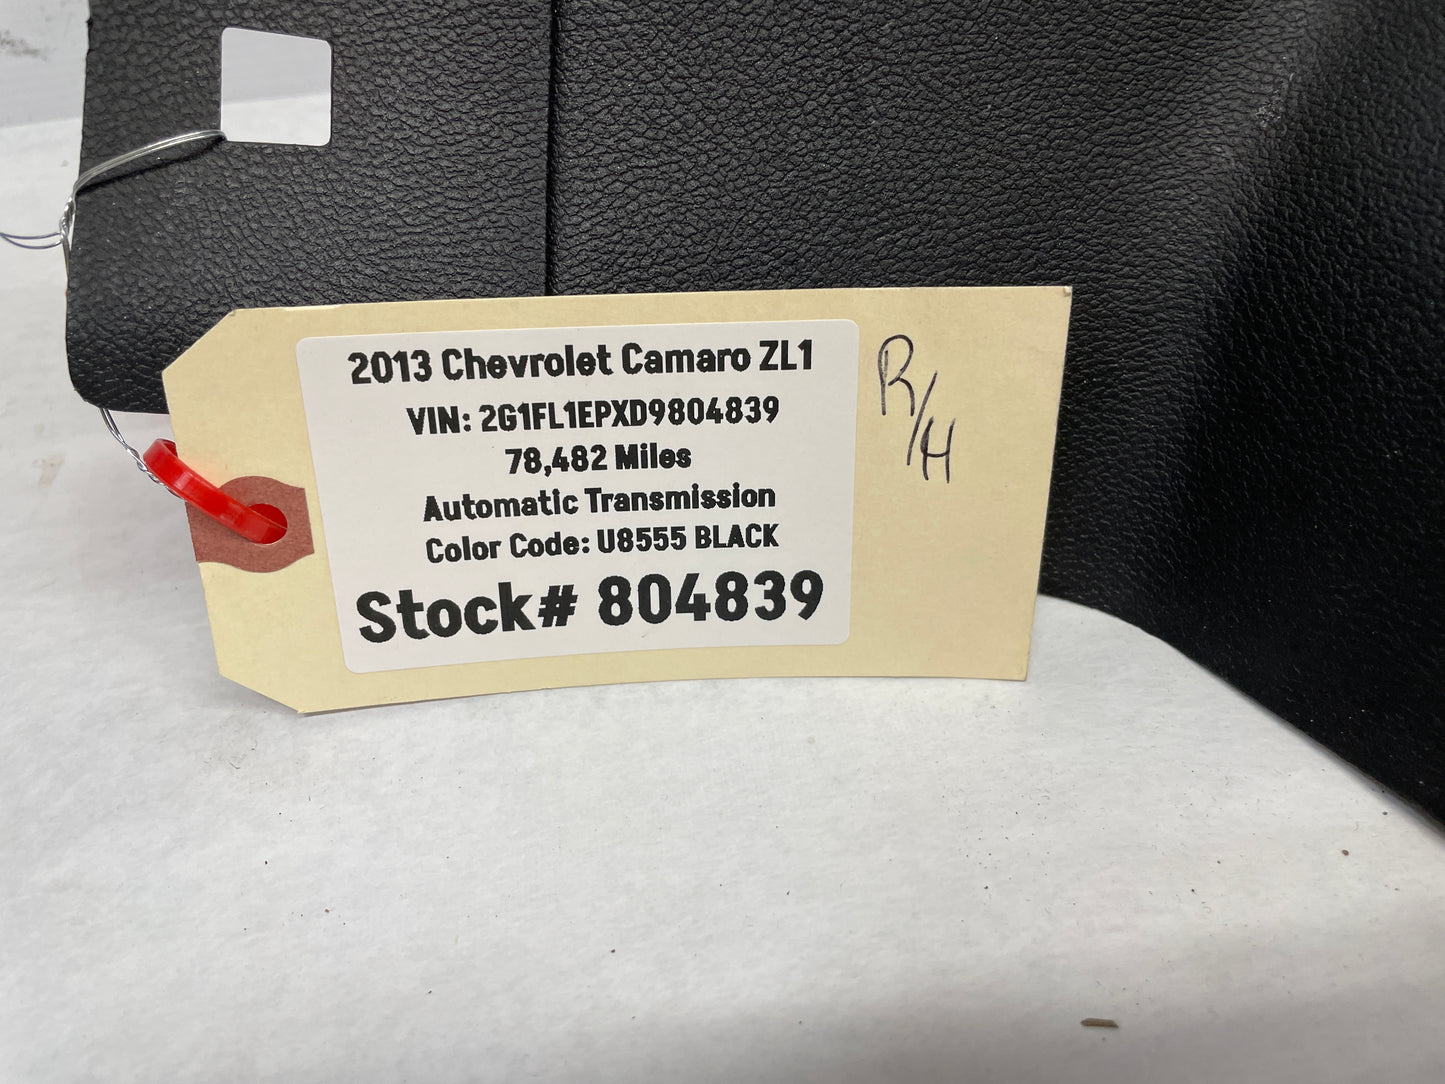 2013 Chevrolet Camaro ZL1
VIN: 2G1FL1EPXD9804839
78,482 Miles
Automatic Transmission
Color Code: U8555 BLACK
Stock# 804839
R/H